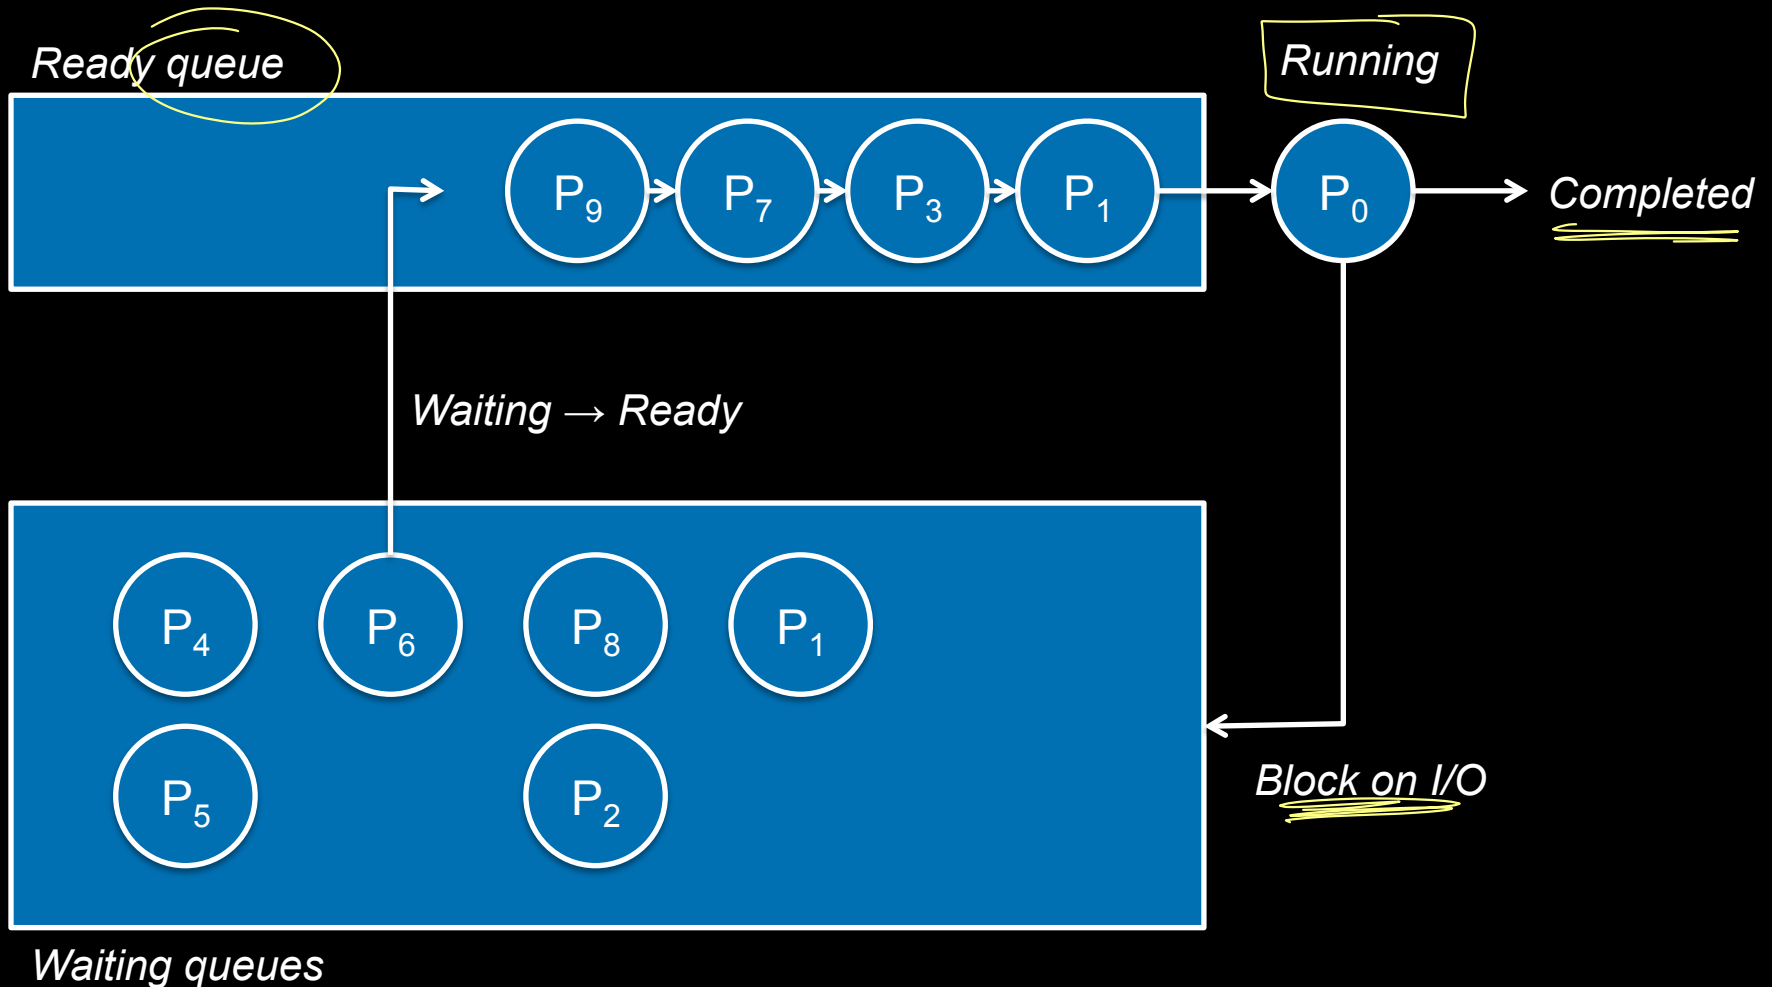 Ready queue
Running
P₉ P₇ P₃ P₁ P₀ Completed
Waiting → Ready
P₄ P₆ P₈ P₁
P₅ P₂
Block on I/O
Waiting queues